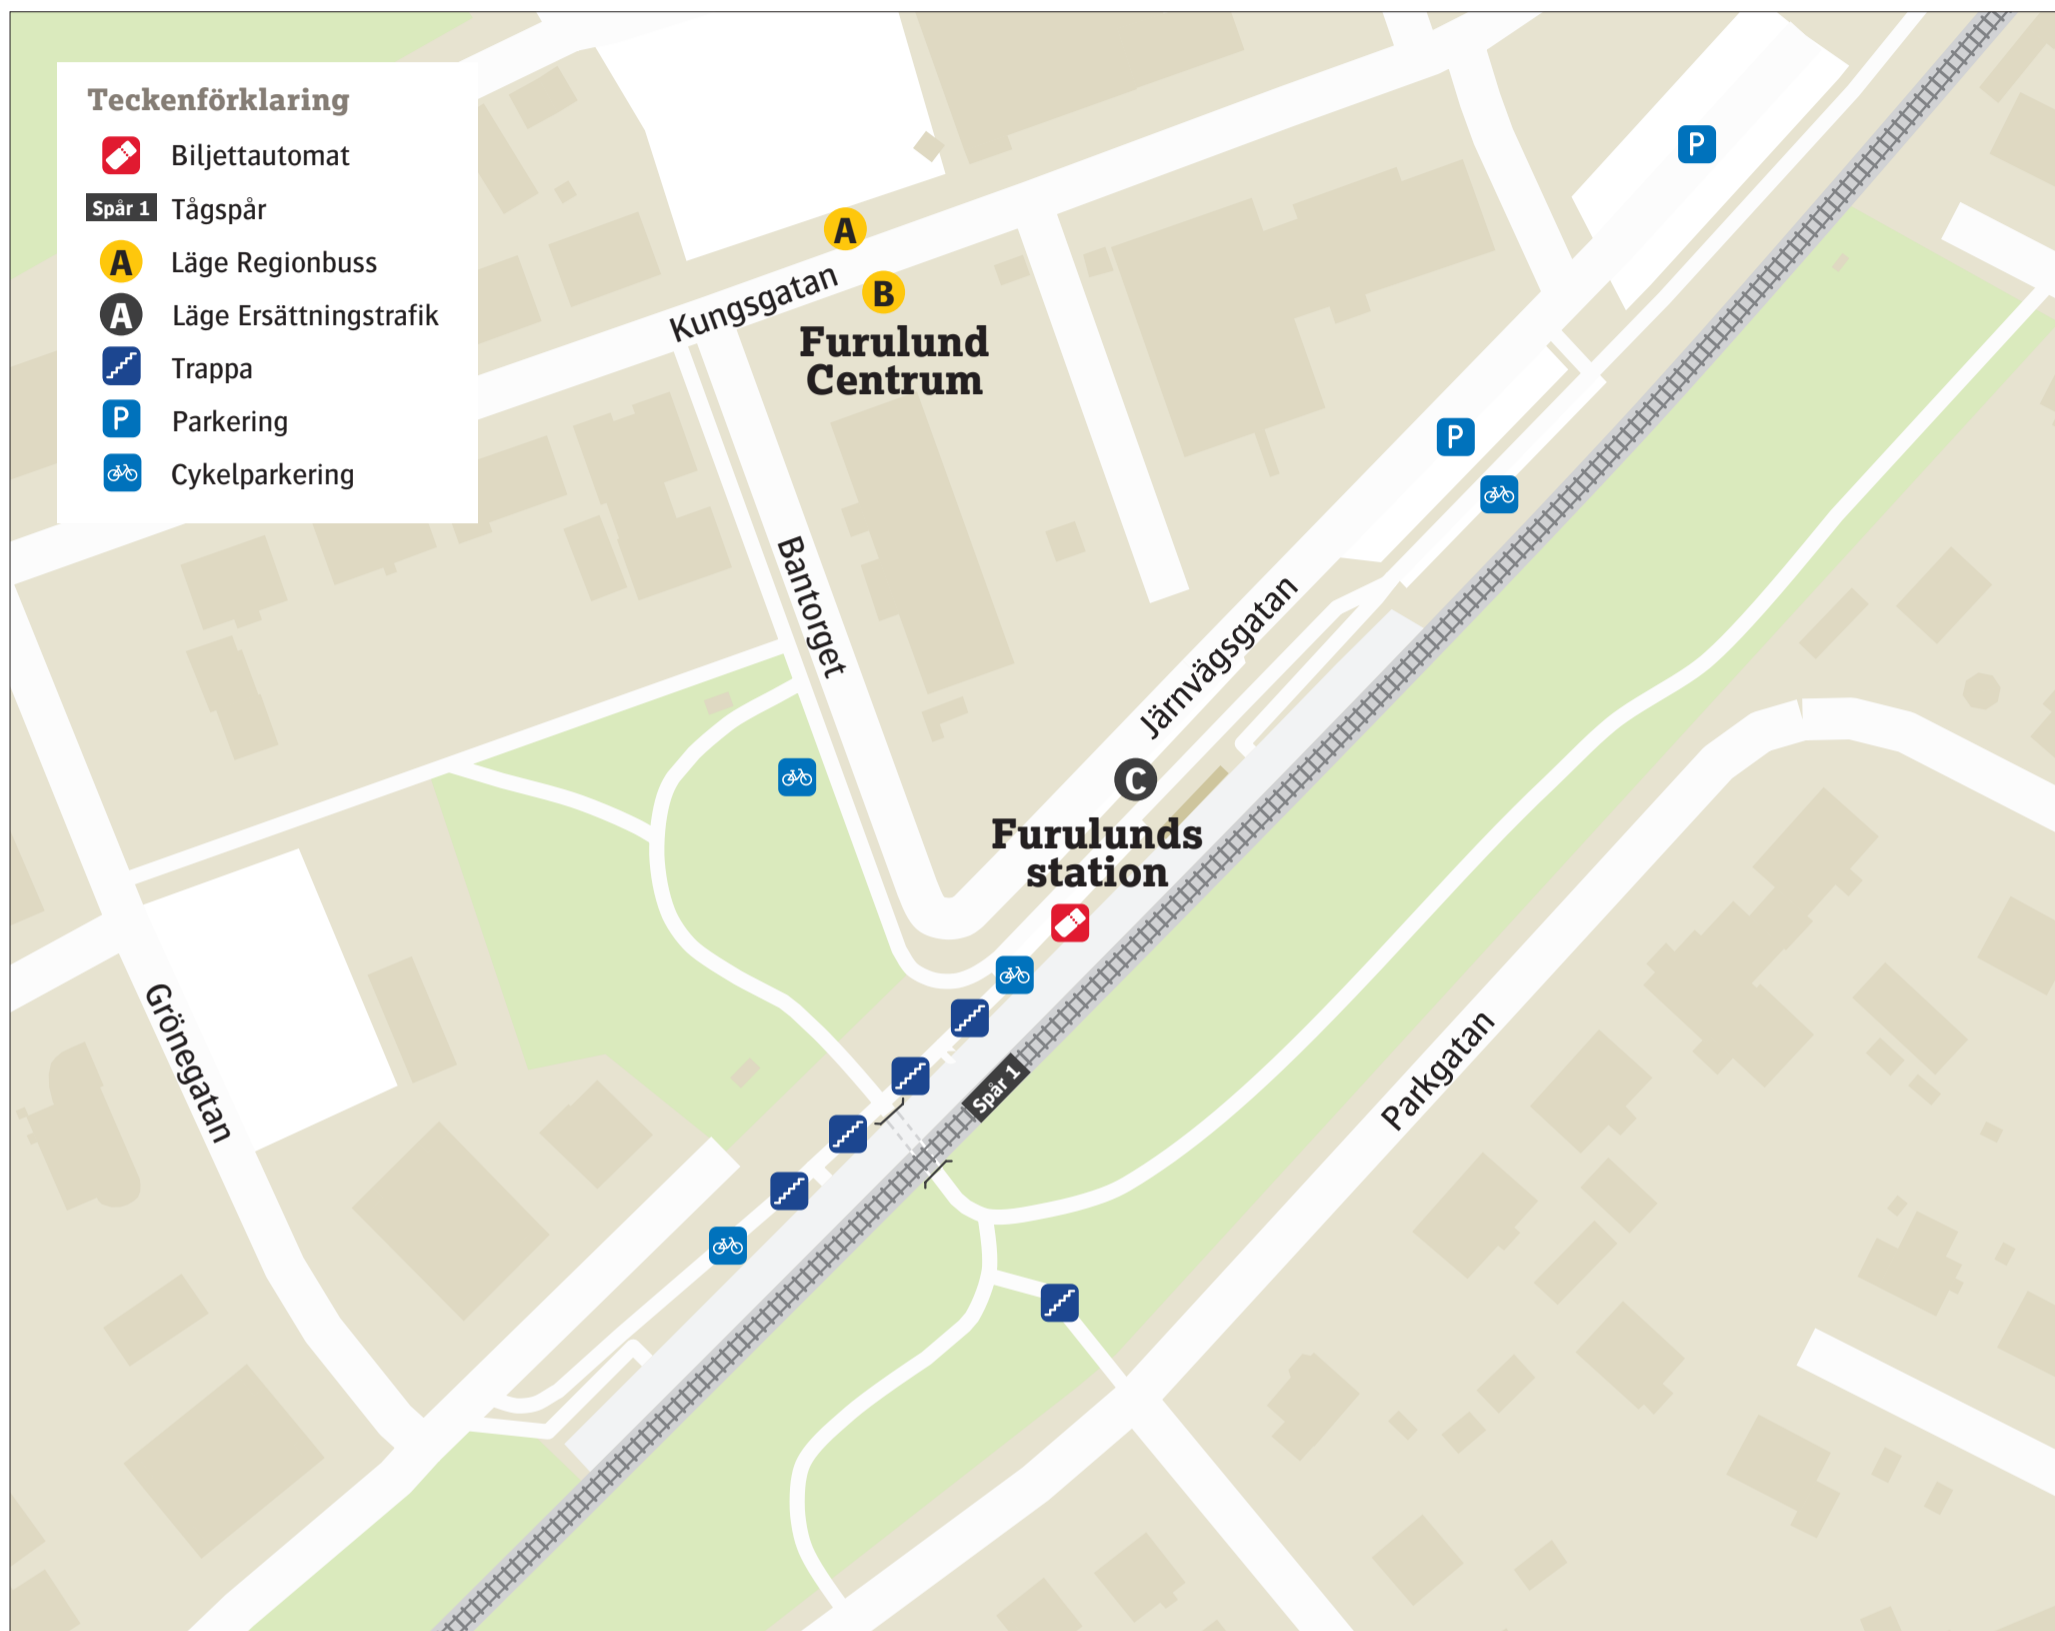 Teckenförklaring
Biljettautomat
Spår 1 Tågspår
A Läge Regionbuss
A Läge Ersättningstrafik
Trappa
P Parkering
Cykelparkering
P
A
B
Kungsgatan
Furulund
Centrum
P
Bantorget
Järnvägsgatan
C
Furulunds
station
Grönegatan
Spår 1
Parkgatan